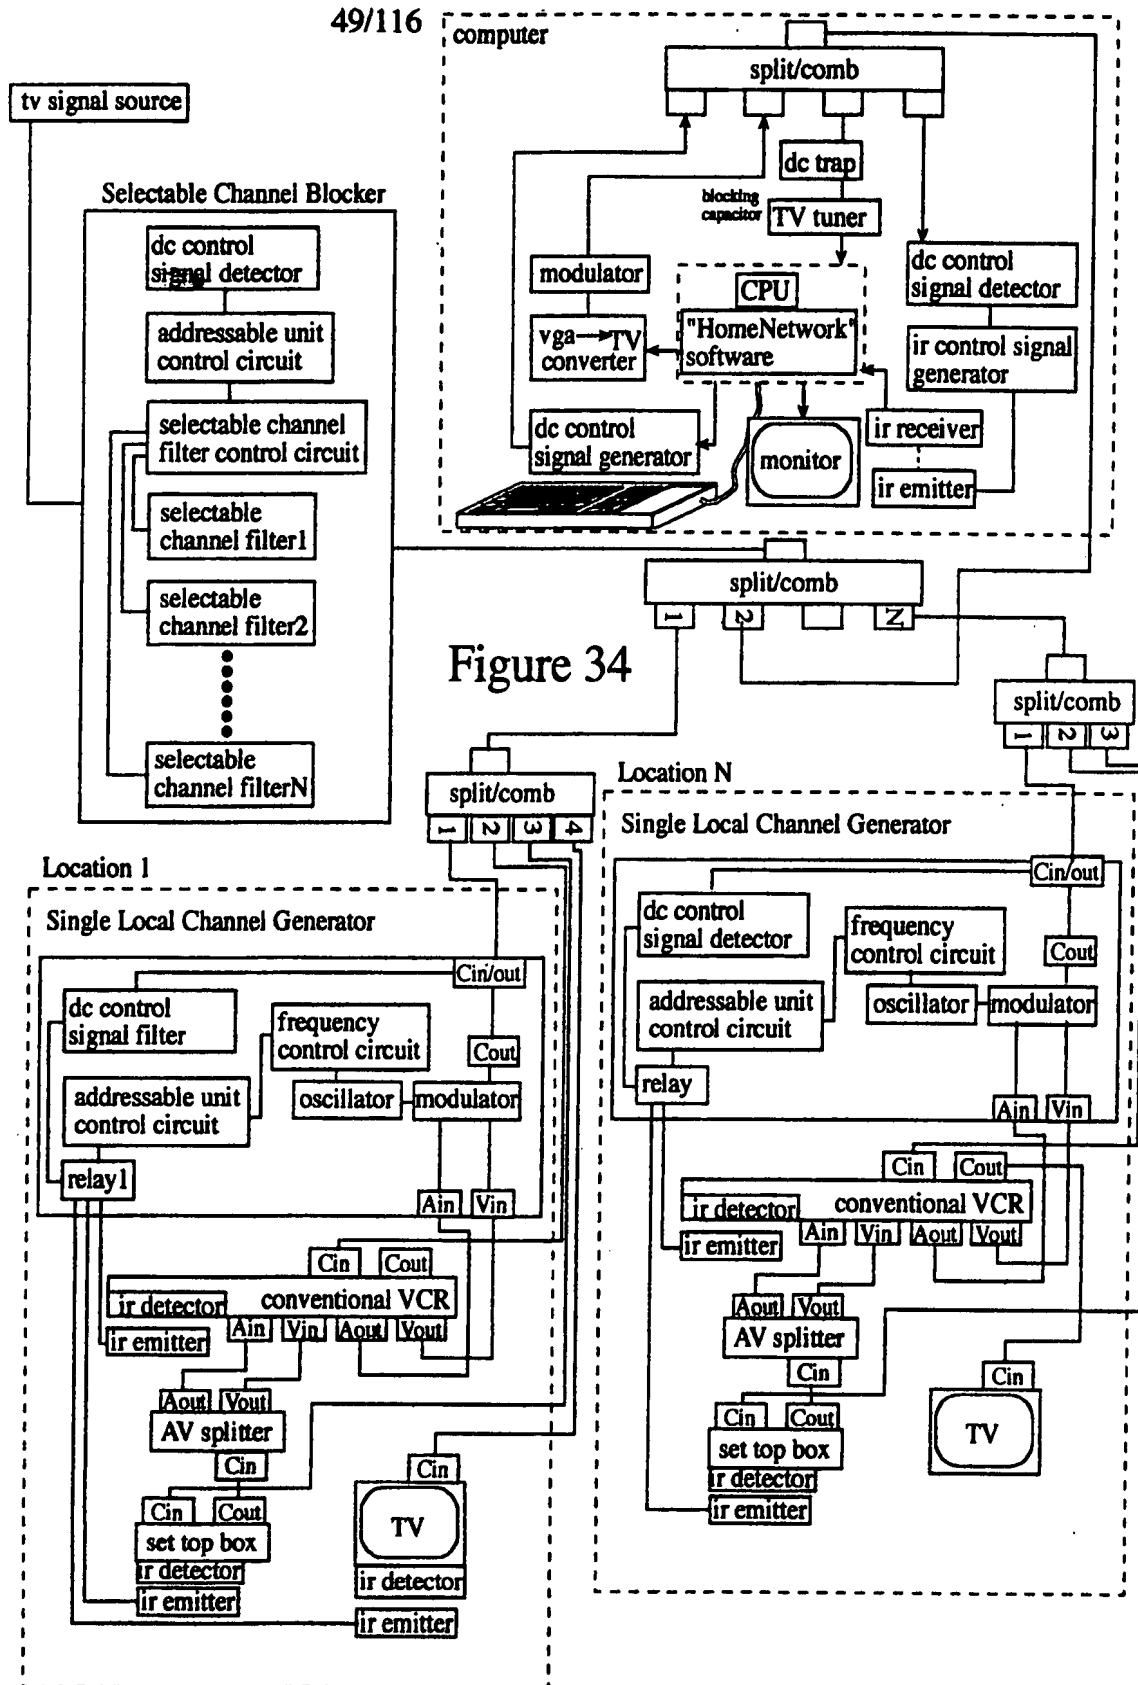 49/116
computer
split/comb
tv signal source
dc trap
blocking
capacitor
TV tuner
Selectable Channel Blocker
dc control
signal detector
modulator
CPU
dc control
signal detector
addressable unit
control circuit
vga→TV
converter
"HomeNetwork"
software
ir control signal
generator
selectable channel
filter control circuit
dc control
signal generator
monitor
ir receiver
ir emitter
selectable
channel filter1
split/comb
1
2
N
selectable
channel filter2
Figure 34
split/comb
1
2
3
selectable
channel filterN
split/comb
1
2
3
4
Location N
Single Local Channel Generator
Cin/out
dc control
signal detector
frequency
control circuit
Cout
addressable unit
control circuit
oscillator
modulator
relay
Ain
Vin
Cin
Cout
conventional VCR
ir detector
ir emitter
Ain
Vin
Aout
Vout
Aout
Vout
AV splitter
Cin
Cin
Cout
set top box
ir detector
ir emitter
Cin
TV
Location 1
Single Local Channel Generator
Cin/out
dc control
signal filter
frequency
control circuit
Cout
addressable unit
control circuit
oscillator
modulator
relay1
Ain
Vin
Cin
Cout
conventional VCR
ir detector
ir emitter
Ain
Vin
Aout
Vout
Aout
Vout
AV splitter
Cin
Cin
Cout
set top box
ir detector
ir emitter
Cin
TV
ir detector
ir emitter